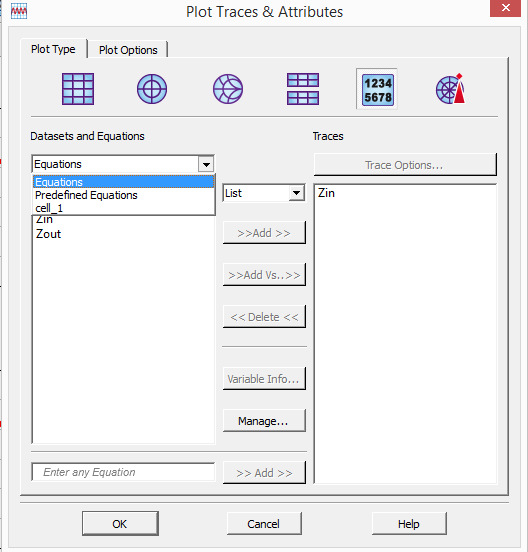 Plot Traces & Attributes
Plot Type
Plot Options
1234
5678
Datasets and Equations
Traces
Equations
Trace Options...
Equations
Predefined Equations
cell_1
List
Zin
Zin
Zout
>>Add >>
>>Add Vs..>>
<< Delete <<
Variable Info...
Manage...
Enter any Equation
>> Add >>
OK
Cancel
Help